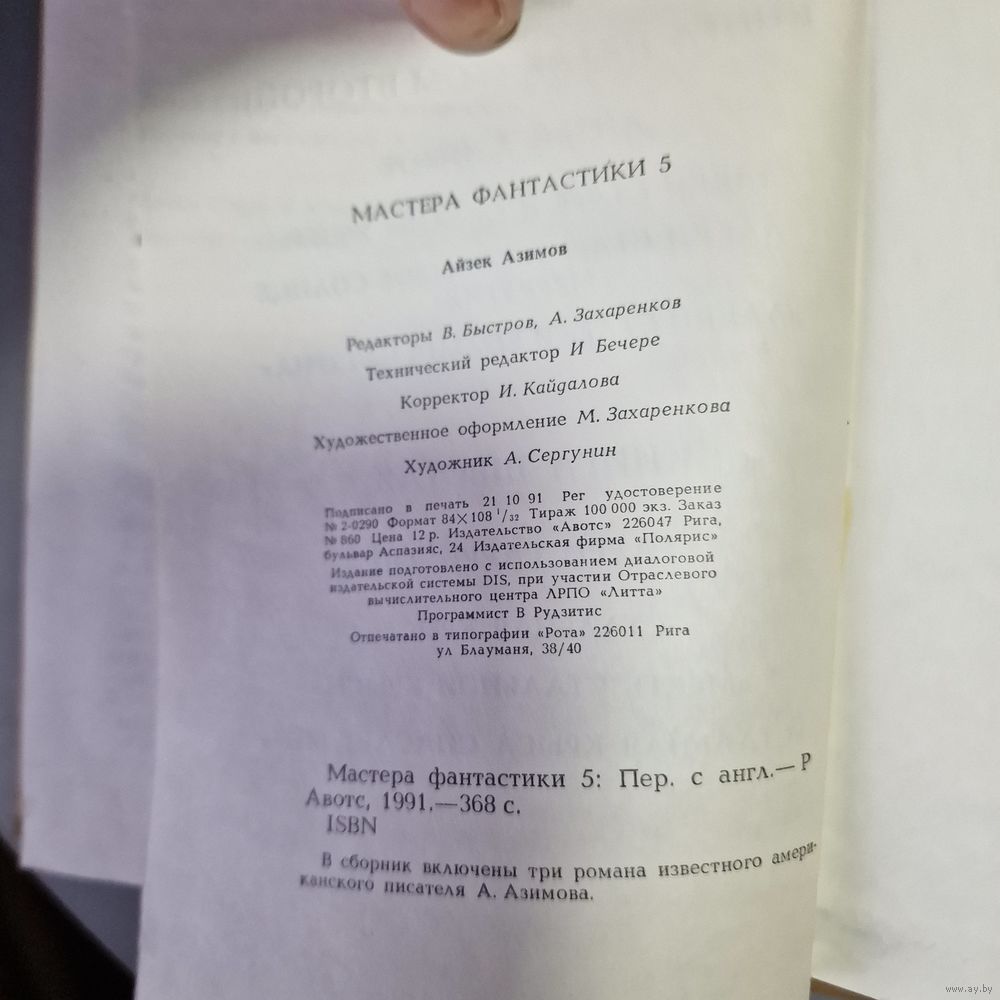 МАСТЕРА ФАНТАСТИКИ 5
Айзек Азимов
Редакторы В. Быстров, А. Захаренков
Технический редактор И Бечере
Корректор И. Кайдалова
Художественное оформление М. Захаренкова
Художник А. Сергунин
Подписано в печать 21 10 91 Рег удостоверение
№ 2-0290 Формат 84×108 1/32 Тираж 100 000 экз. Заказ
№ 860 Цена 12 р. Издательство «Авотс» 226047 Рига,
бульвар Аспазияс, 24 Издательская фирма «Полярис»
Издание подготовлено с использованием диалоговой
издательской системы DIS, при участии Отраслевого
вычислительного центра ЛРПО «Литта»
Программист В Рудзитис
Отпечатано в типографии «Рота» 226011 Рига
ул Блауманя, 38/40
Мастера фантастики 5: Пер. с англ.— Р
Авотс, 1991.—368 с.
ISBN
В сборник включены три романа известного амери-
канского писателя А. Азимова.
www.ay.by